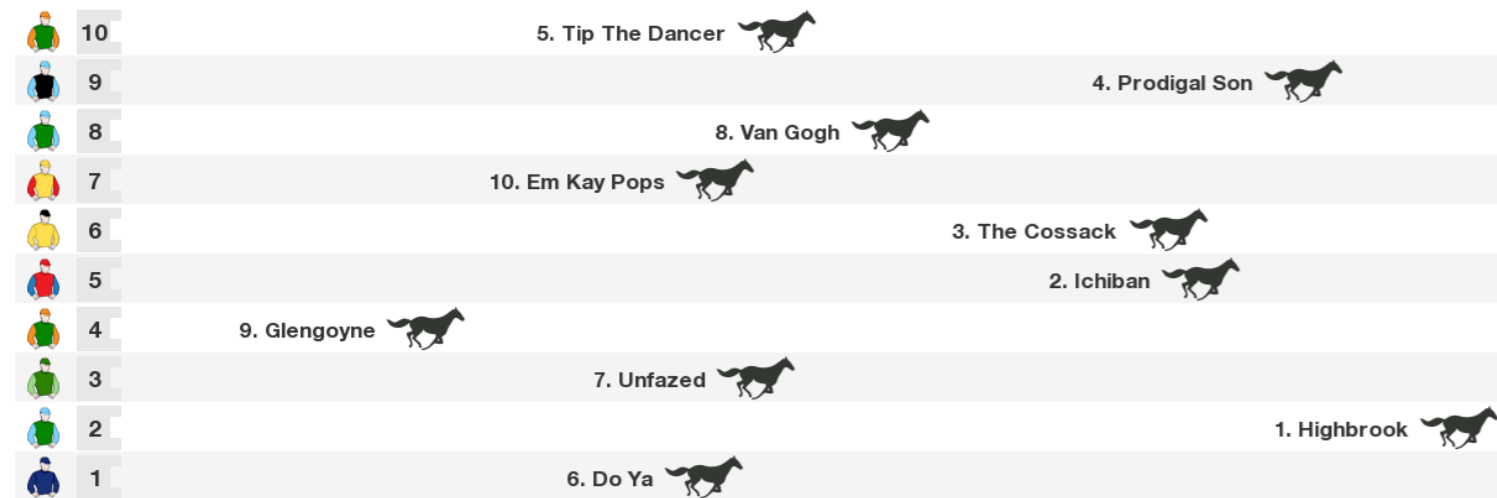 10 5. Tip The Dancer
9 4. Prodigal Son
8 8. Van Gogh
7 10. Em Kay Pops
6 3. The Cossack
5 2. Ichiban
4 9. Glengoyne
3 7. Unfazed
2 1. Highbrook
1 6. Do Ya